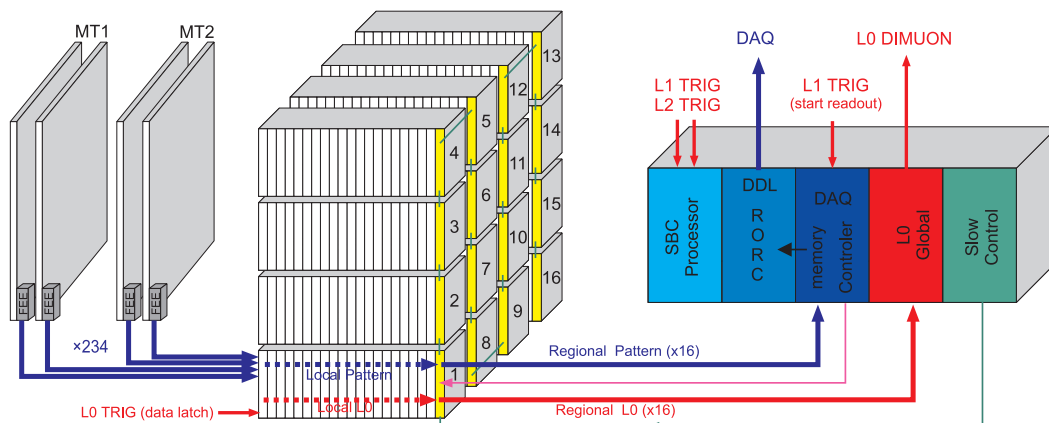 MT1
MT2
FEE
FEE
FEE
FEE
×234
L0 TRIG (data latch)
Local Pattern
Local L0
4
3
2
1
5
6
7
8
12
11
10
9
13
14
15
16
Regional Pattern (x16)
Regional L0 (x16)
DAQ
L0 DIMUON
L1 TRIG
L2 TRIG
L1 TRIG
(start readout)
SBC
Processor
DDL
RORC
DAQ
memory
Controler
L0
Global
Slow
Control